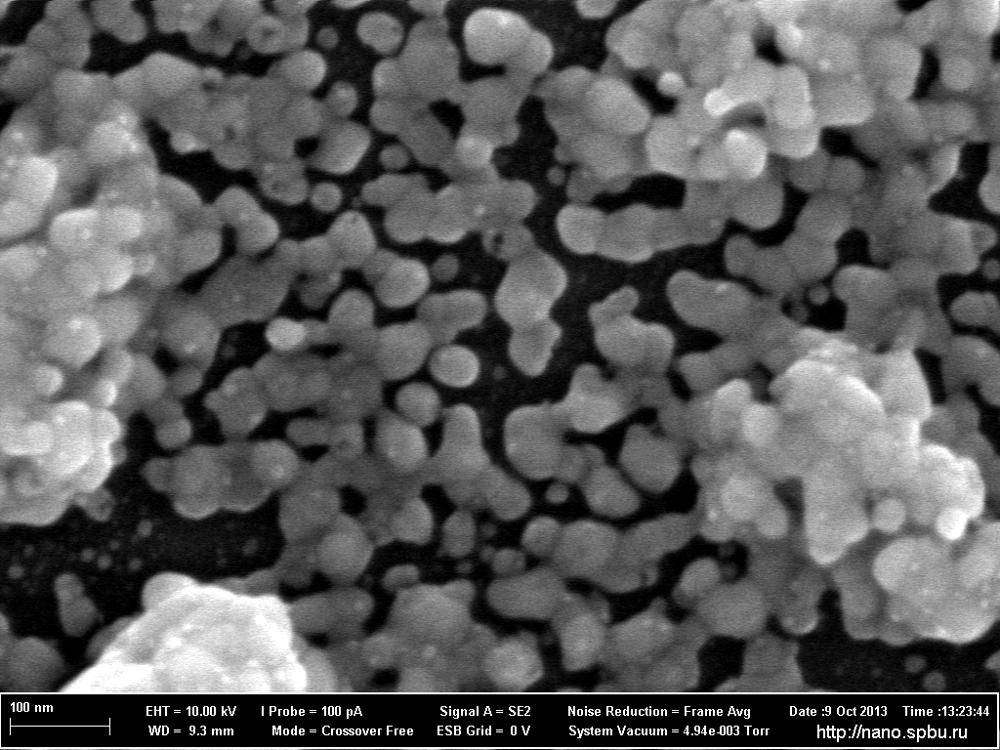 100 nm
EHT = 10.00 kV I Probe = 100 pA Signal A = SE2 Noise Reduction = Frame Avg Date :9 Oct 2013 Time :13:23:44
WD = 9.3 mm Mode = Crossover Free ESB Grid = 0 V System Vacuum = 4.94e-003 Torr http://nano.spbu.ru